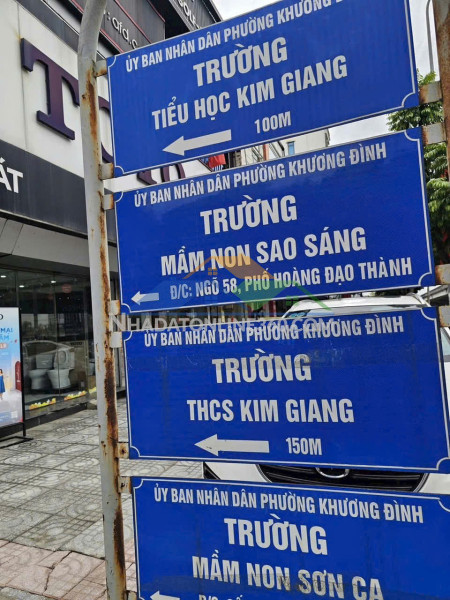 ỦY BAN NHÂN DÂN PHƯỜNG KHƯƠNG ĐÌNH
TRƯỜNG
TIỂU HỌC KIM GIANG
100M
ỦY BAN NHÂN DÂN PHƯỜNG KHƯƠNG ĐÌNH
TRƯỜNG
MẦM NON SAO SÁNG
Đ/C: NGÕ 58, PHỐ HOÀNG ĐẠO THÀNH
ỦY BAN NHÂN DÂN PHƯỜNG KHƯƠNG ĐÌNH
TRƯỜNG
THCS KIM GIANG
150M
ỦY BAN NHÂN DÂN PHƯỜNG KHƯƠNG ĐÌNH
TRƯỜNG
MẦM NON SƠN CA